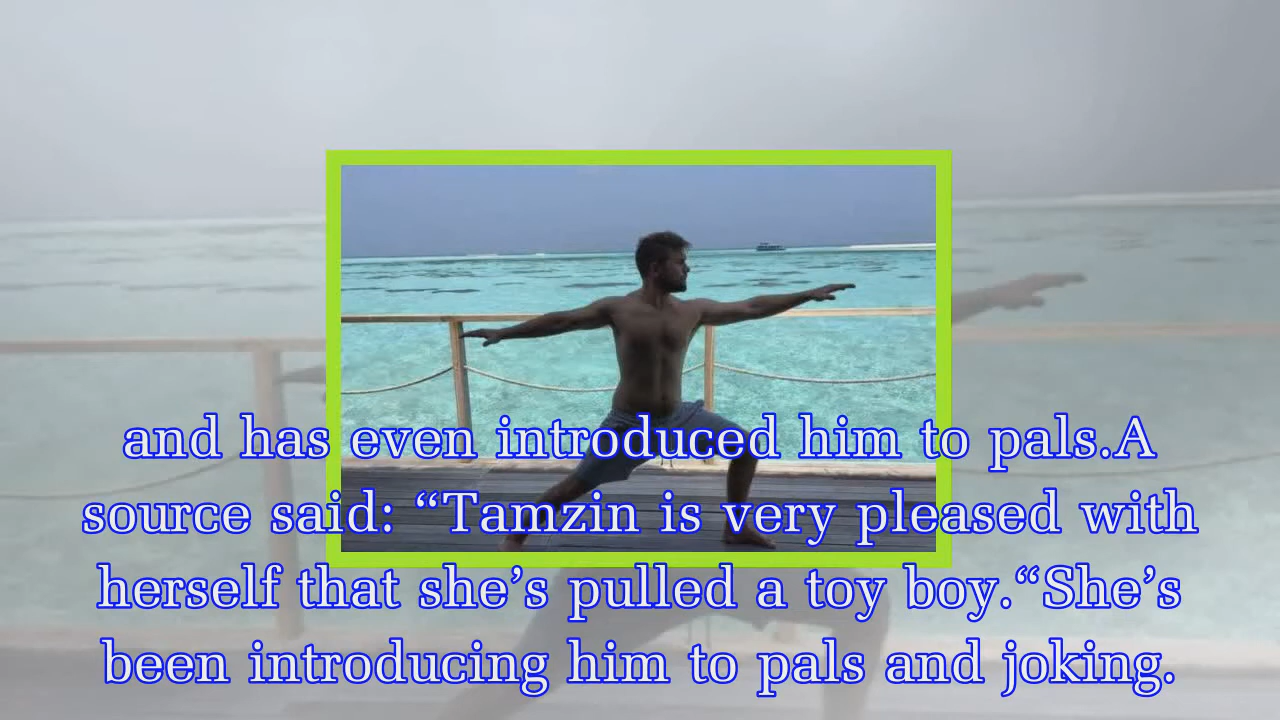 and has even introduced him to pals.A
source said: “Tamzin is very pleased with
herself that she’s pulled a toy boy.“She’s
been introducing him to pals and joking.